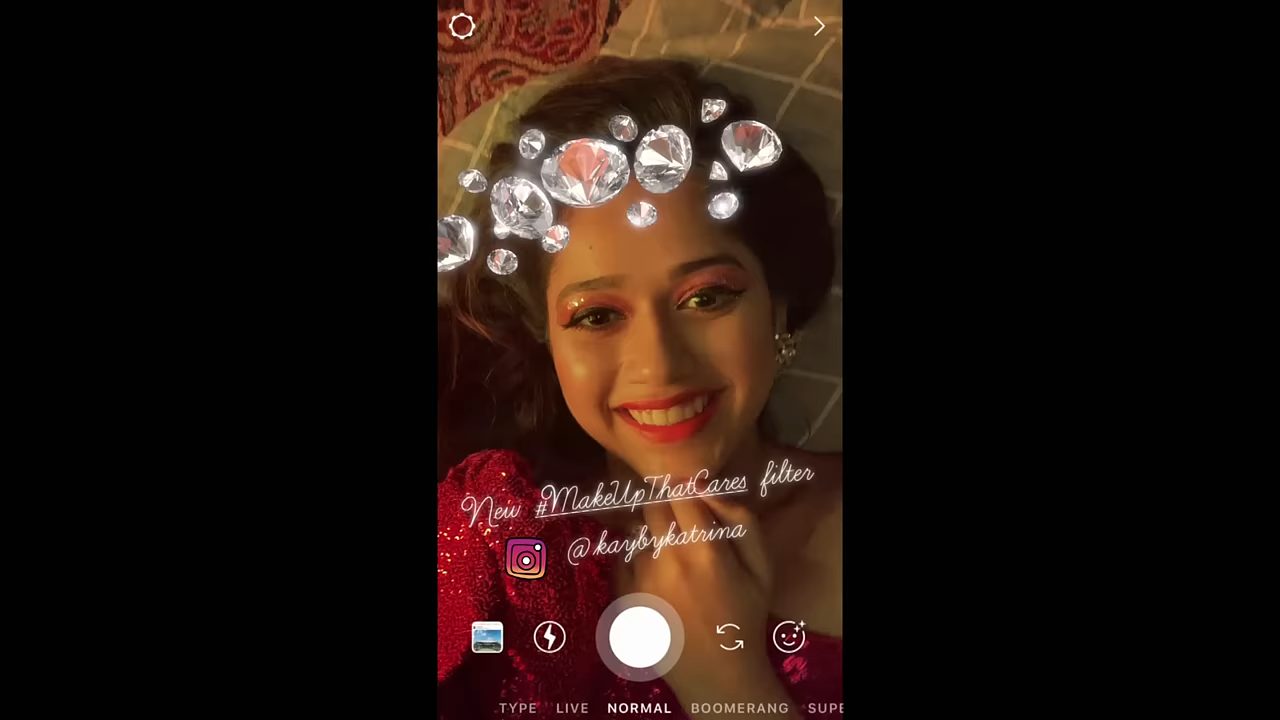 New #MakeUpThatCares filter
@kaybykatrina
TYPE LIVE NORMAL BOOMERANG SUPE